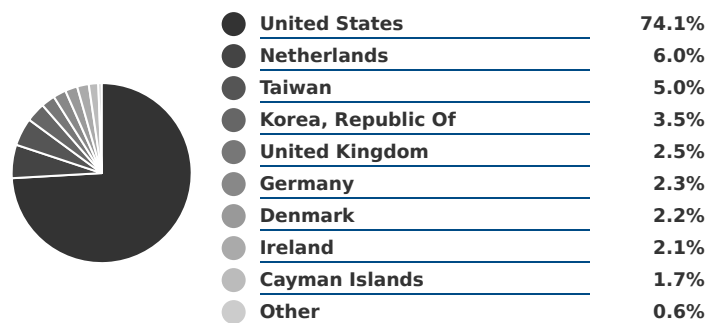 United States 74.1%
Netherlands 6.0%
Taiwan 5.0%
Korea, Republic Of 3.5%
United Kingdom 2.5%
Germany 2.3%
Denmark 2.2%
Ireland 2.1%
Cayman Islands 1.7%
Other 0.6%